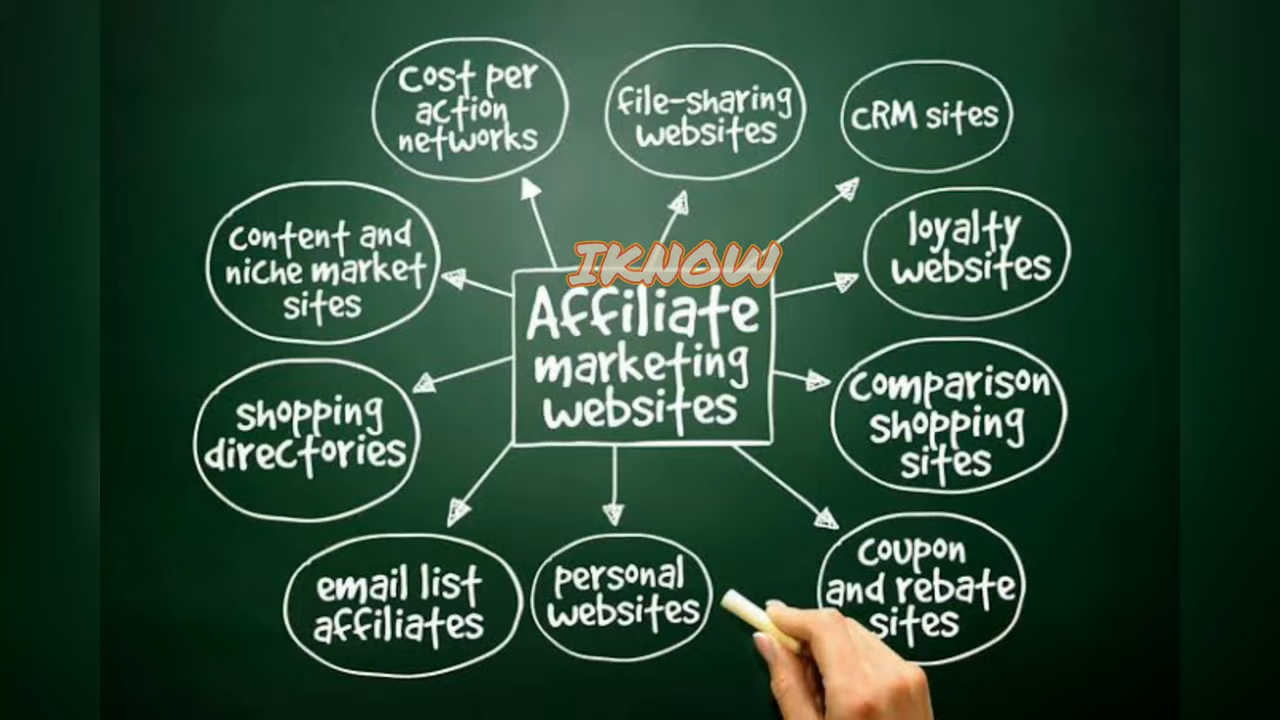 cost per
action
networks
file-sharing
websites
CRM sites
content and
niche market
sites
loyalty
websites
IKNOW
Affiliate
marketing
websites
shopping
directories
comparison
shopping
sites
email list
affiliates
personal
websites
coupon
and rebate
sites